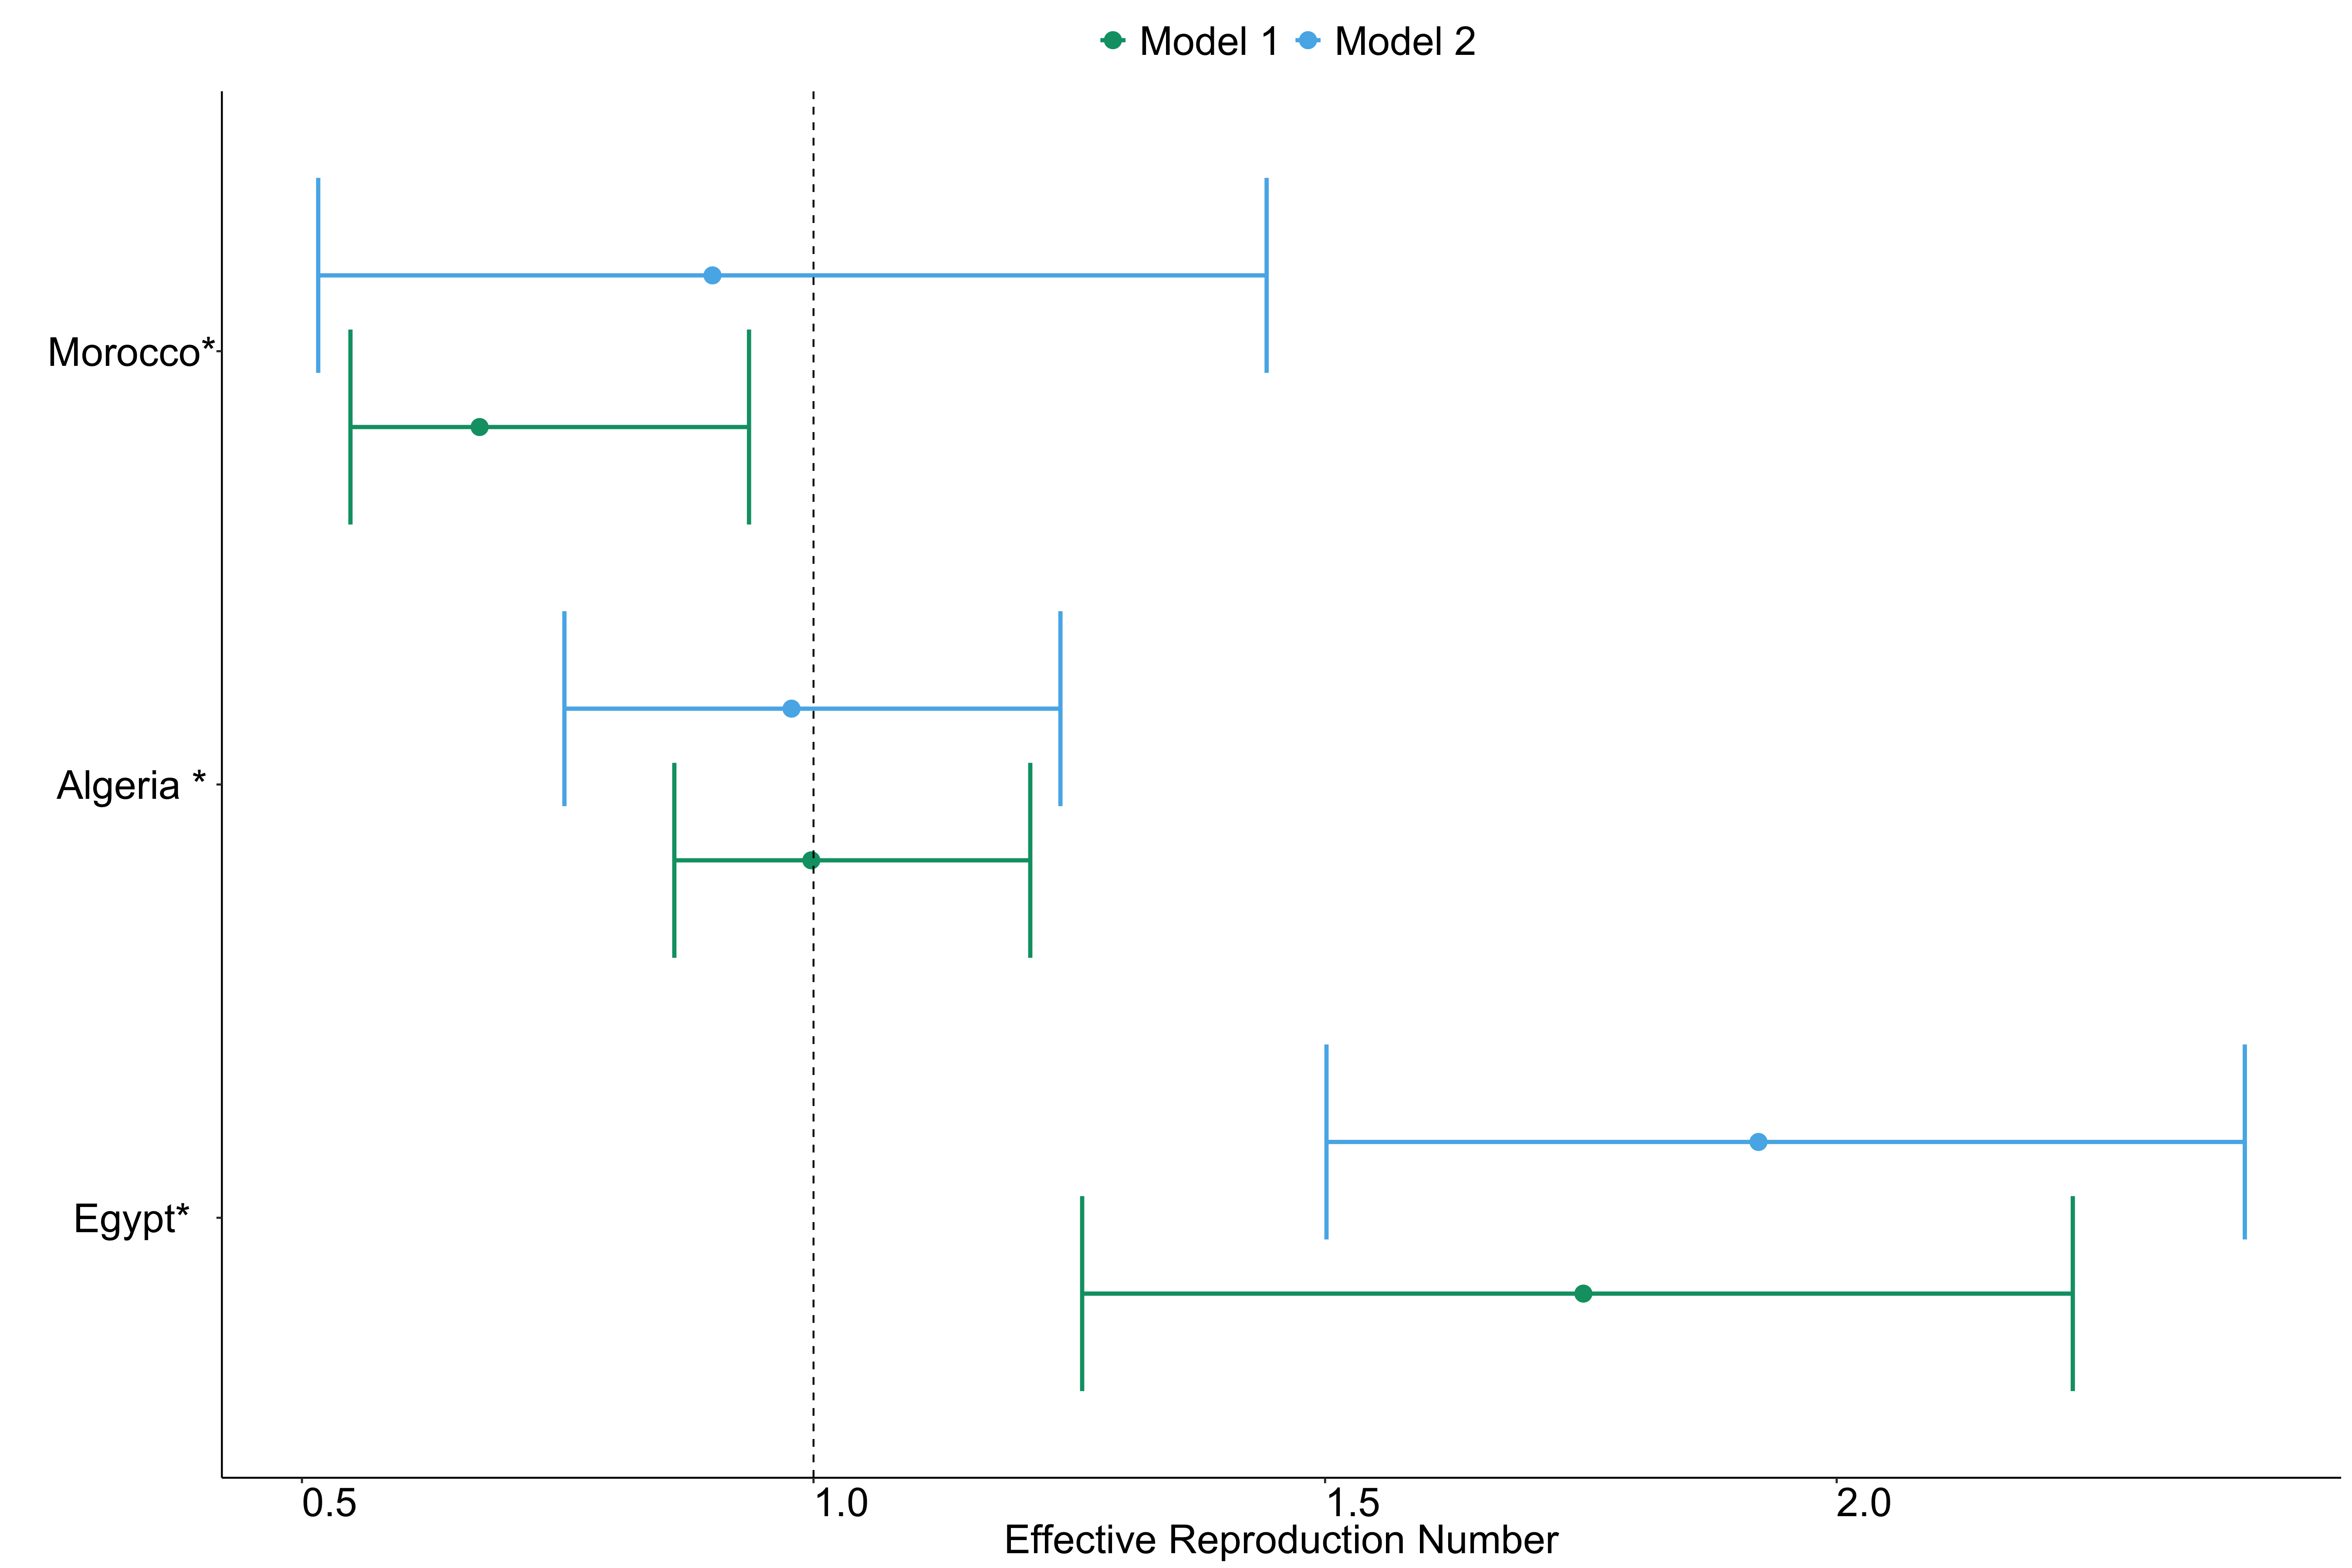 Model 1 Model 2
Morocco*
Algeria *
Egypt*
0.5 1.0 1.5 2.0
Effective Reproduction Number